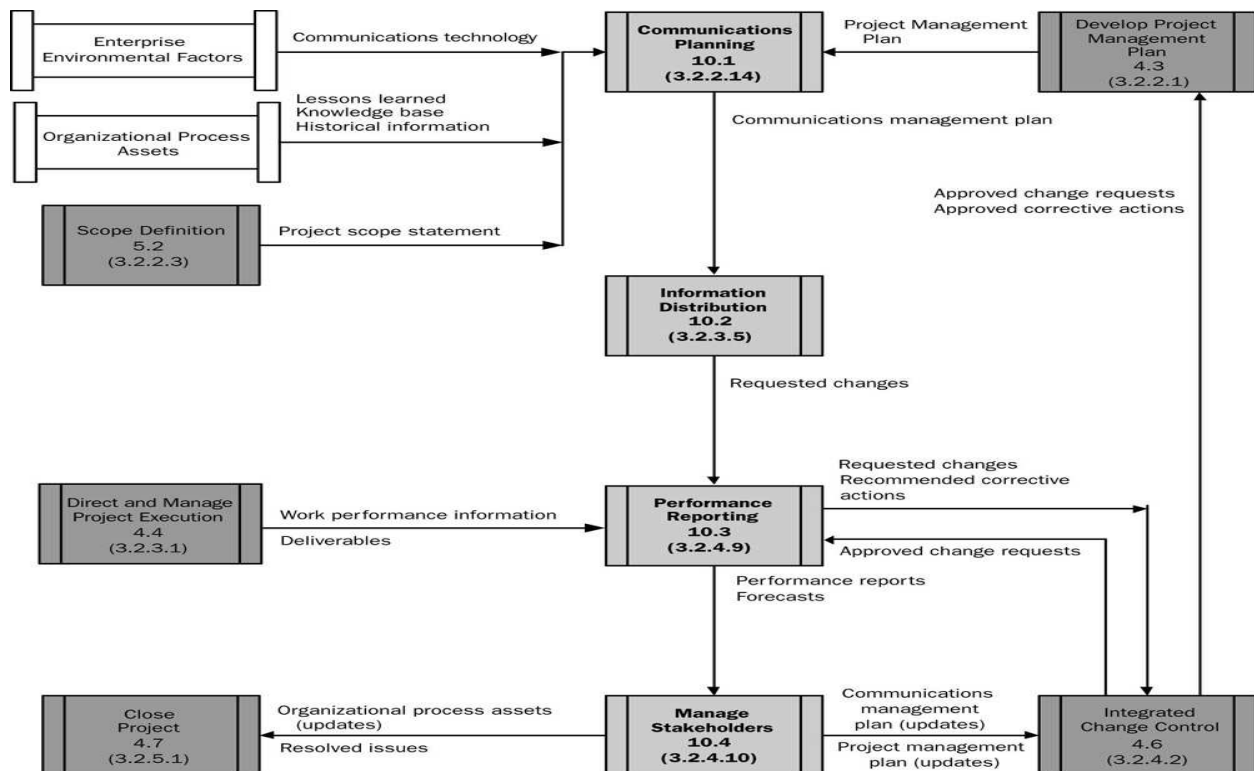 Enterprise
Environmental Factors
Communications technology
Communications
Planning
10.1
(3.2.2.14)
Project Management
Plan
Develop Project
Management
Plan
4.3
(3.2.2.1)
Organizational Process
Assets
Lessons learned
Knowledge base
Historical information
Communications management plan
Approved change requests
Approved corrective actions
Scope Definition
5.2
(3.2.2.3)
Project scope statement
Information
Distribution
10.2
(3.2.3.5)
Requested changes
Direct and Manage
Project Execution
4.4
(3.2.3.1)
Work performance information
Deliverables
Performance
Reporting
10.3
(3.2.4.9)
Requested changes
Recommended corrective
actions
Approved change requests
Performance reports
Forecasts
Close
Project
4.7
(3.2.5.1)
Organizational process assets
(updates)
Resolved issues
Manage
Stakeholders
10.4
(3.2.4.10)
Communications
management
plan (updates)
Project management
plan (updates)
Integrated
Change Control
4.6
(3.2.4.2)